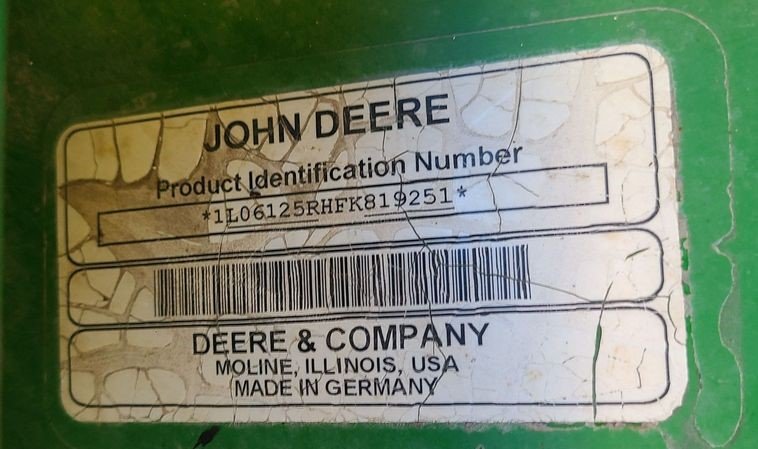 JOHN DEERE
Product Identification Number
*1L06125RHFK819251*
DEERE & COMPANY
MOLINE, ILLINOIS, USA
MADE IN GERMANY